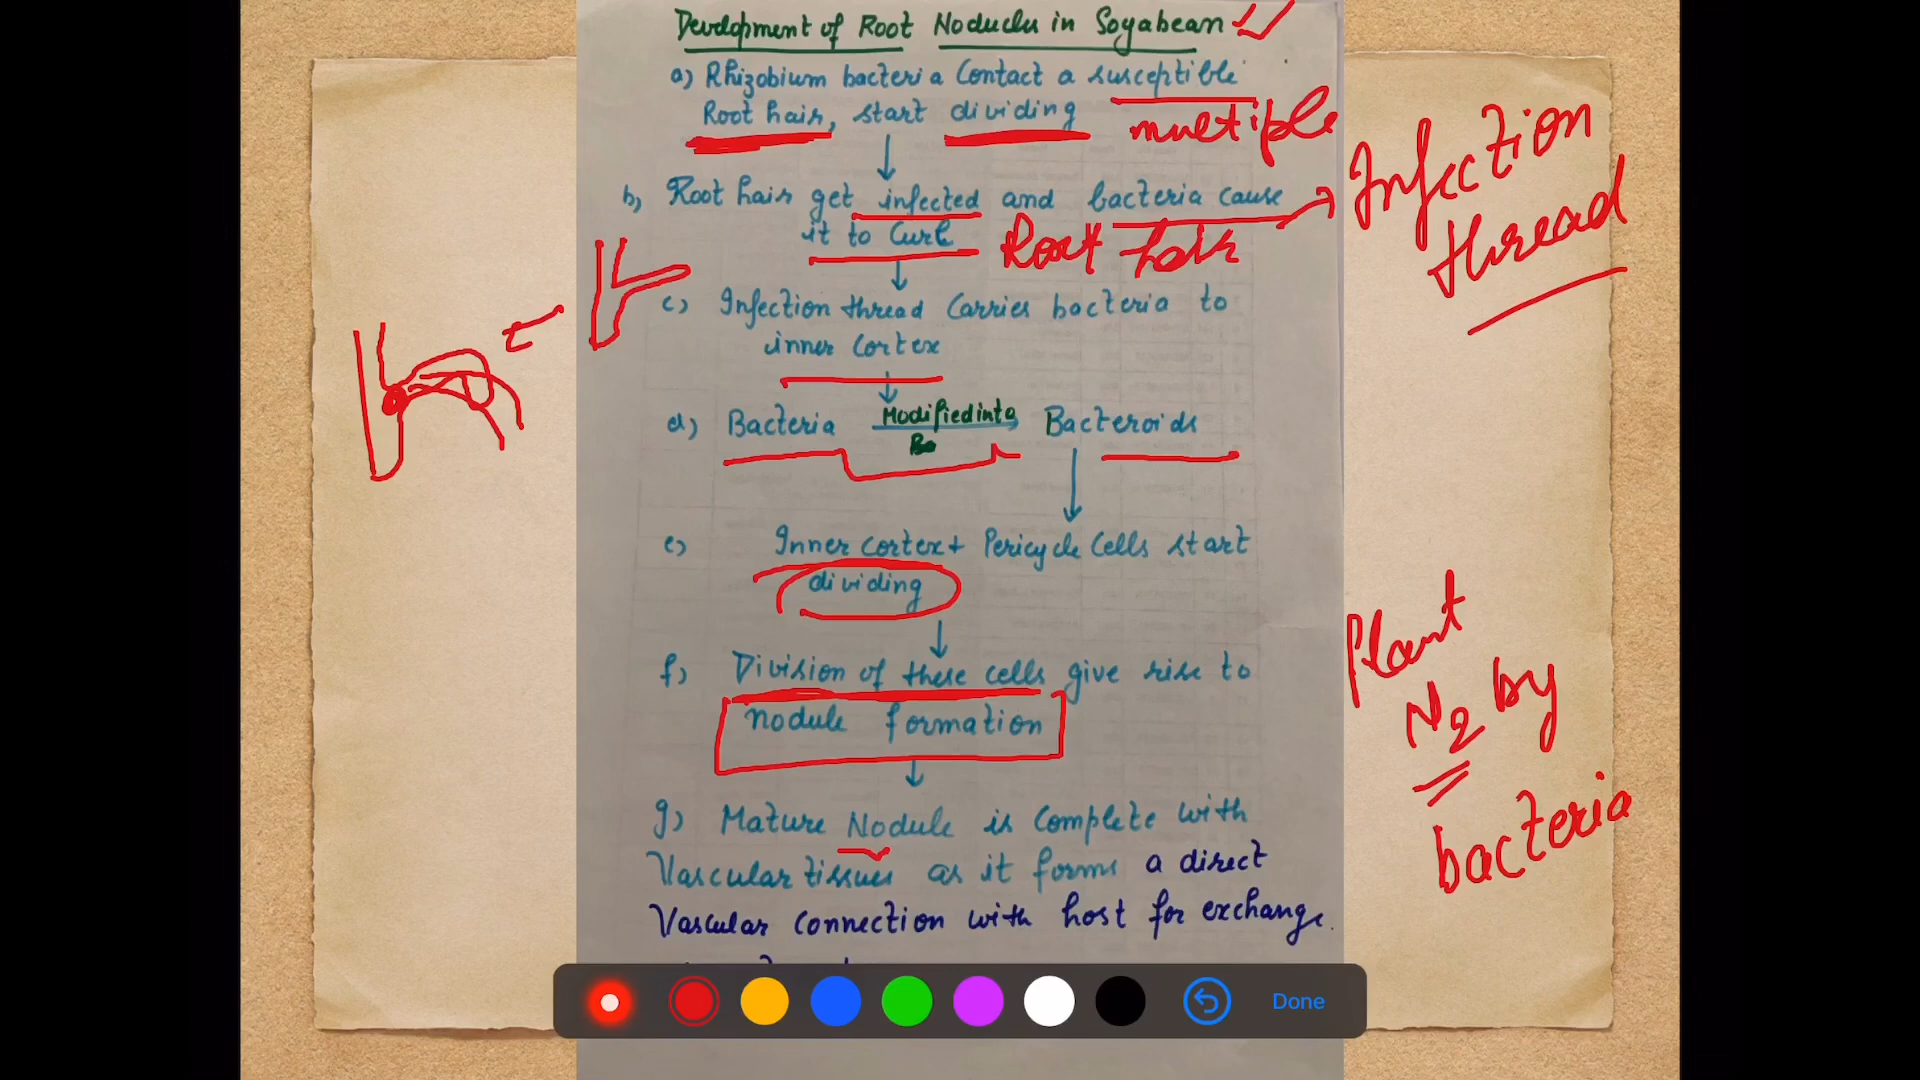 Development of Root Nodules in Soyabean
a) Rhizobium bacteria Contact a susceptible
Root hair, start dividing
multiple
b) Root hair get infected and bacteria cause
it to Curl
Root hair
Infection
thread
c) Infection thread Carries bacteria to
inner Cortex
d) Bacteria Modified into Bacteroids
e) Inner cortex + Pericycle Cells start
dividing
f) Division of these cells give rise to
nodule formation
Plant
N2 by
bacteria
g) Mature Nodule is Complete with
Vascular tissues as it forms a direct
Vascular connection with host for exchange
Done